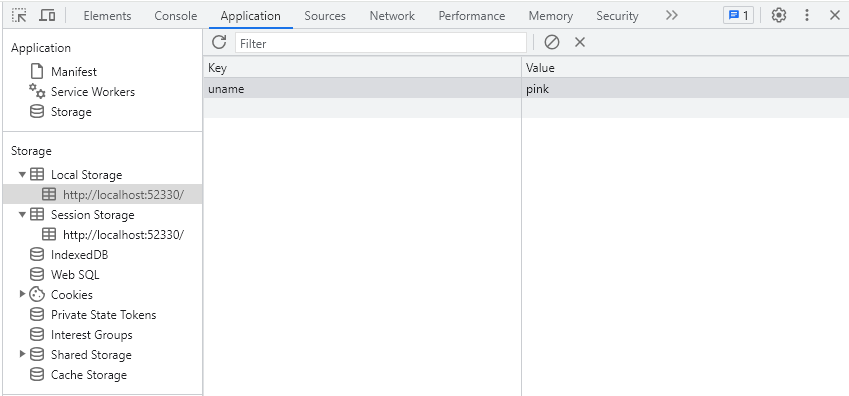 Elements Console Application Sources Network Performance Memory Security 1
Application
Manifest
Service Workers
Storage
Storage
Local Storage
http://localhost:52330/
Session Storage
http://localhost:52330/
IndexedDB
Web SQL
Cookies
Private State Tokens
Interest Groups
Shared Storage
Cache Storage
Filter
Key Value
uname pink